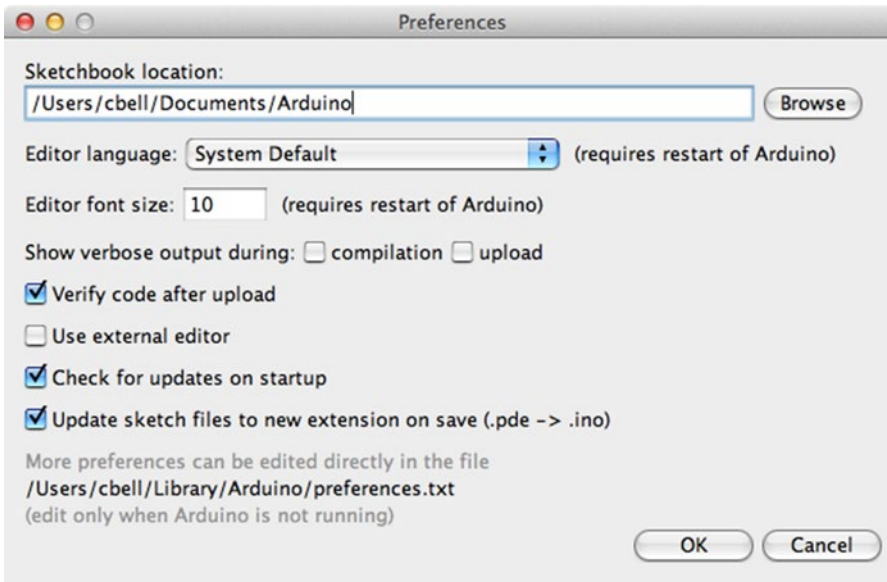 Preferences
Sketchbook location:
/Users/cbell/Documents/Arduino Browse
Editor language: System Default (requires restart of Arduino)
Editor font size: 10 (requires restart of Arduino)
Show verbose output during: compilation upload
Verify code after upload
Use external editor
Check for updates on startup
Update sketch files to new extension on save (.pde -> .ino)
More preferences can be edited directly in the file
/Users/cbell/Library/Arduino/preferences.txt
(edit only when Arduino is not running)
OK Cancel